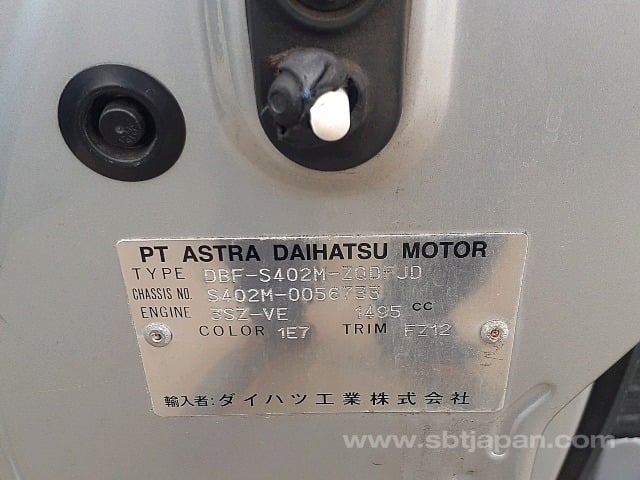 PT ASTRA DAIHATSU MOTOR
TYPE DBF-S402M-ZQDFJD
CHASSIS NO. S402M-0056733
ENGINE 3SZ-VE 1495 cc
COLOR 1E7 TRIM FZ12
輸入者:ダイハツ工業株式会社
www.sbtjapan.com